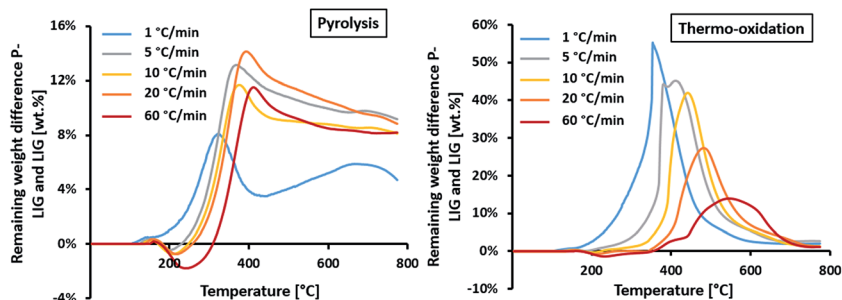 Pyrolysis
16%
12%
8%
4%
0%
-4%
Remaining weight difference P-
LIG and LIG [wt.%]
1 °C/min
5 °C/min
10 °C/min
20 °C/min
60 °C/min
200
400
600
800
Temperature [°C]
Thermo-oxidation
60%
50%
40%
30%
20%
10%
0%
-10%
Remaining weight difference P-
LIG and LIG [wt.%]
1 °C/min
5 °C/min
10 °C/min
20 °C/min
60 °C/min
200
400
600
800
Temperature [°C]